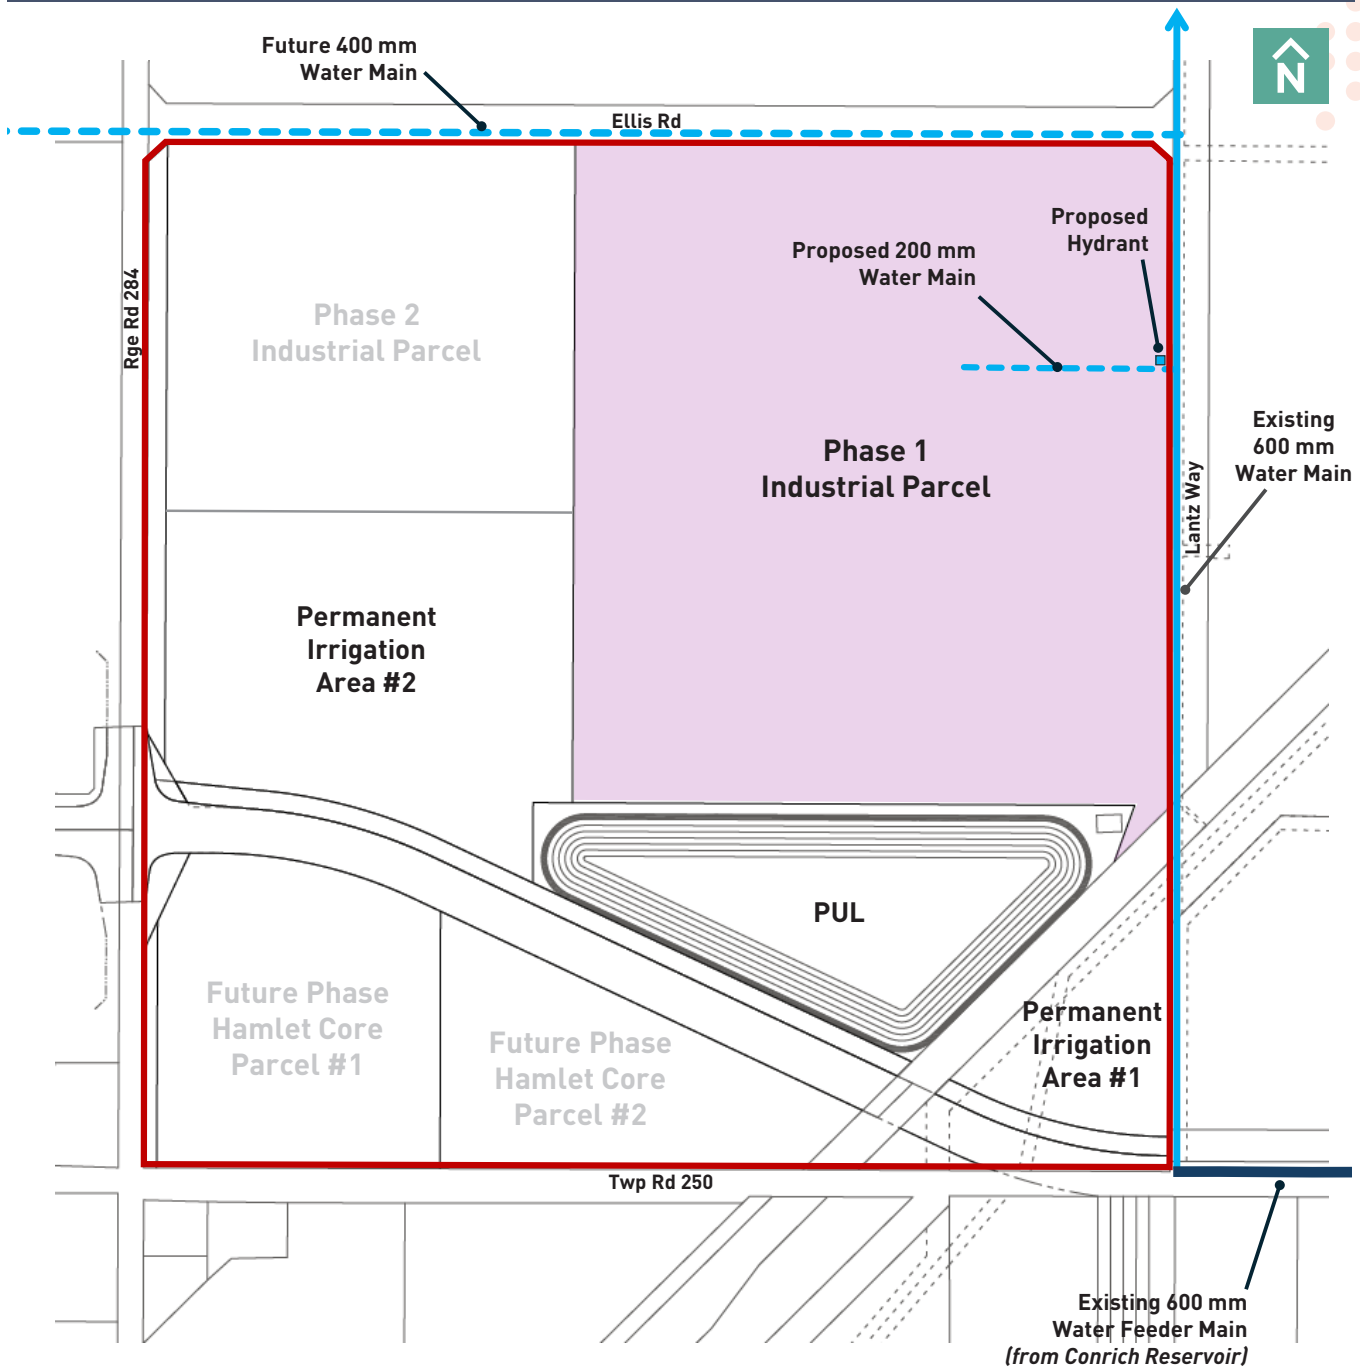 Future 400 mm
Water Main
N
Ellis Rd
Proposed
Hydrant
Proposed 200 mm
Water Main
Rge Rd 284
Phase 2
Industrial Parcel
Phase 1
Industrial Parcel
Existing
600 mm
Water Main
Lantz Way
Permanent
Irrigation
Area #2
PUL
Future Phase
Hamlet Core
Parcel #1
Future Phase
Hamlet Core
Parcel #2
Permanent
Irrigation
Area #1
Twp Rd 250
Existing 600 mm
Water Feeder Main
(from Conrich Reservoir)